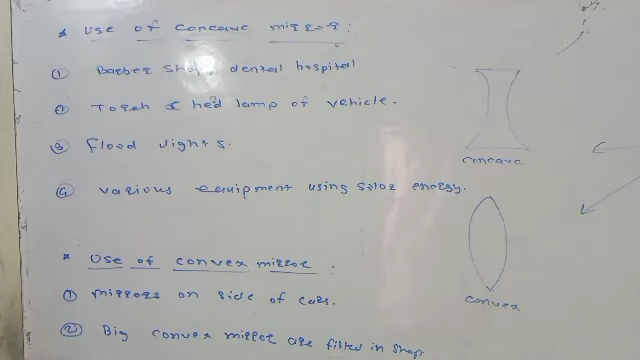 * Use of concave mirror:
① Barber shop, dental hospital
② Torch & hed lamp of vehicle.
③ Flood lights.
④ various equipment using solar energy.
concave
* Use of convex mirror:
① mirrors on side of cars.
② Big convex mirror are fitted in shop.
convex